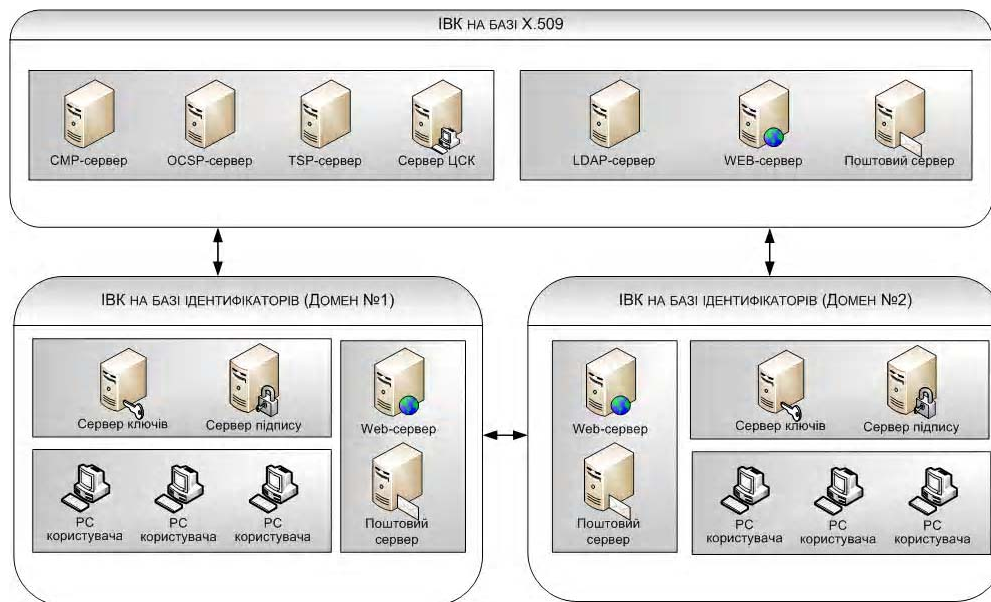 ІВК НА БАЗІ X.509
CMP-сервер
OCSP-сервер
TSP-сервер
Сервер ЦСК
LDAP-сервер
WEB-сервер
Поштовий сервер
ІВК НА БАЗІ ІДЕНТИФІКАТОРІВ (ДОМЕН №1)
Сервер ключів
Сервер підпису
Web-сервер
РС
користувача
РС
користувача
РС
користувача
Поштовий
сервер
ІВК НА БАЗІ ІДЕНТИФІКАТОРІВ (ДОМЕН №2)
Web-сервер
Сервер ключів
Сервер підпису
Поштовий
сервер
РС
користувача
РС
користувача
РС
користувача